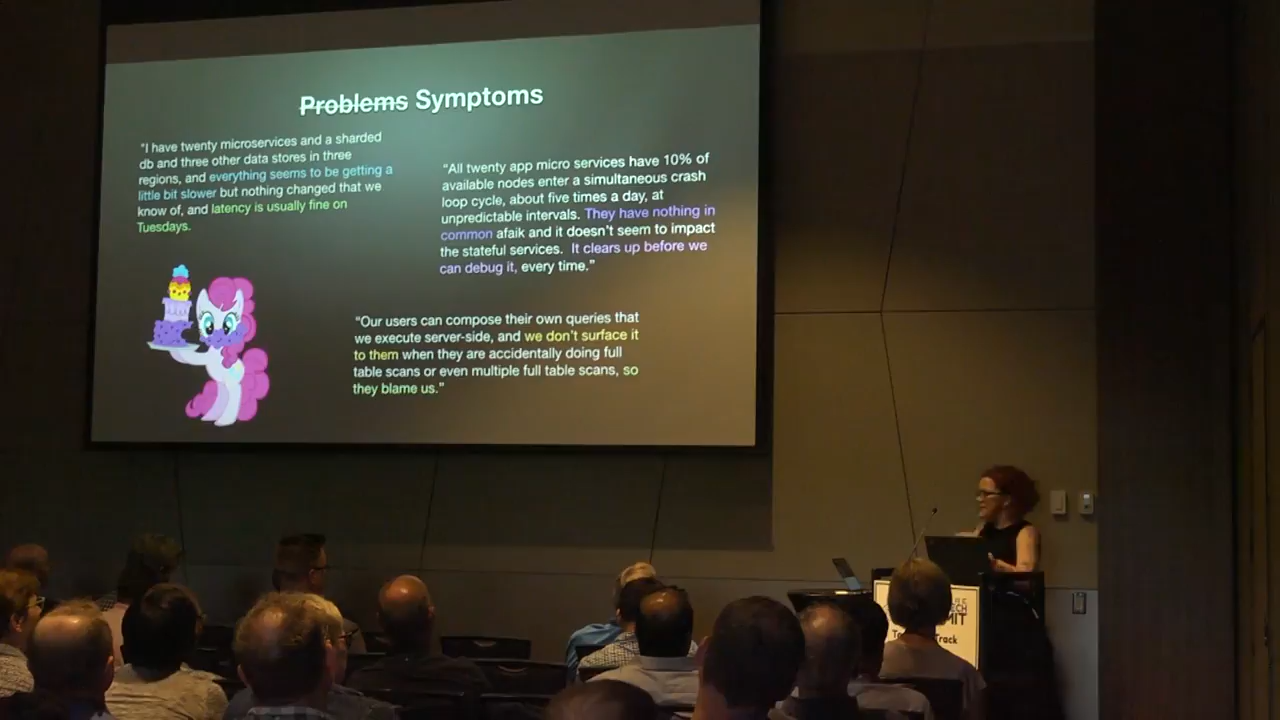 Problems Symptoms
"I have twenty microservices and a sharded
db and three other data stores in three
regions, and everything seems to be getting a
little bit slower but nothing changed that we
know of, and latency is usually fine on
Tuesdays.
"All twenty app micro services have 10% of
available nodes enter a simultaneous crash
loop cycle, about five times a day, at
unpredictable intervals. They have nothing in
common afaik and it doesn't seem to impact
the stateful services.  It clears up before we
can debug it, every time."
"Our users can compose their own queries that
we execute server-side, and we don't surface it
to them when they are accidentally doing full
table scans or even multiple full table scans, so
they blame us."
Track